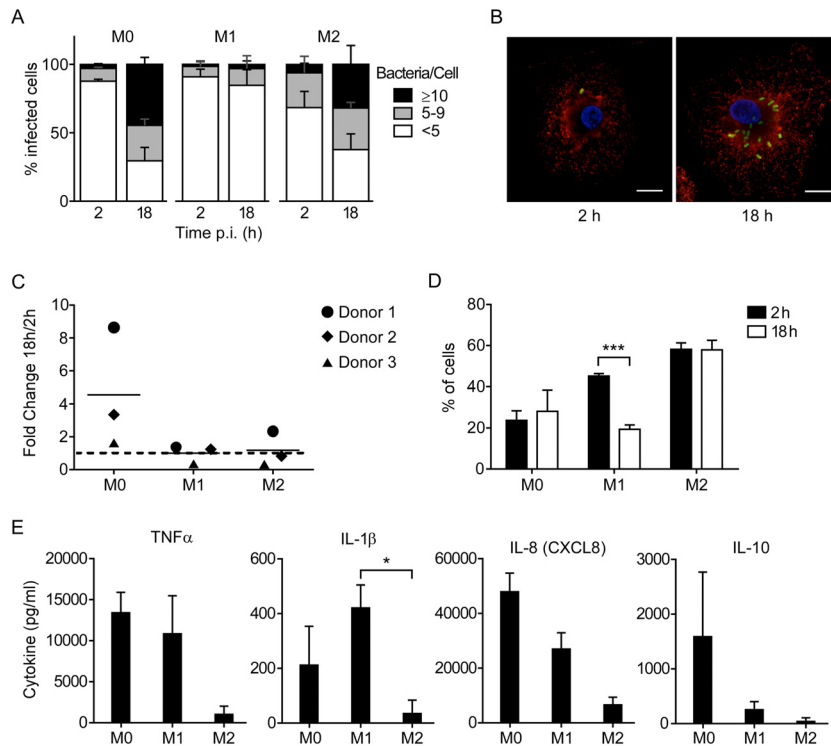 A
M0 M1 M2
% infected cells
100
50
0
2 18 2 18 2 18
Time p.i. (h)
Bacteria/Cell
≥10
5-9
<5
B
2 h 18 h
C
Fold Change 18h/2h
10
8
6
4
2
0
M0 M1 M2
Donor 1
Donor 2
Donor 3
D
% of cells
80
60
40
20
0
***
M0 M1 M2
2h
18h
E
Cytokine (pg/ml)
TNFα
20000
15000
10000
5000
0
M0 M1 M2
IL-1β
600
400
200
0
*
M0 M1 M2
IL-8 (CXCL8)
60000
40000
20000
0
M0 M1 M2
IL-10
3000
2000
1000
0
M0 M1 M2